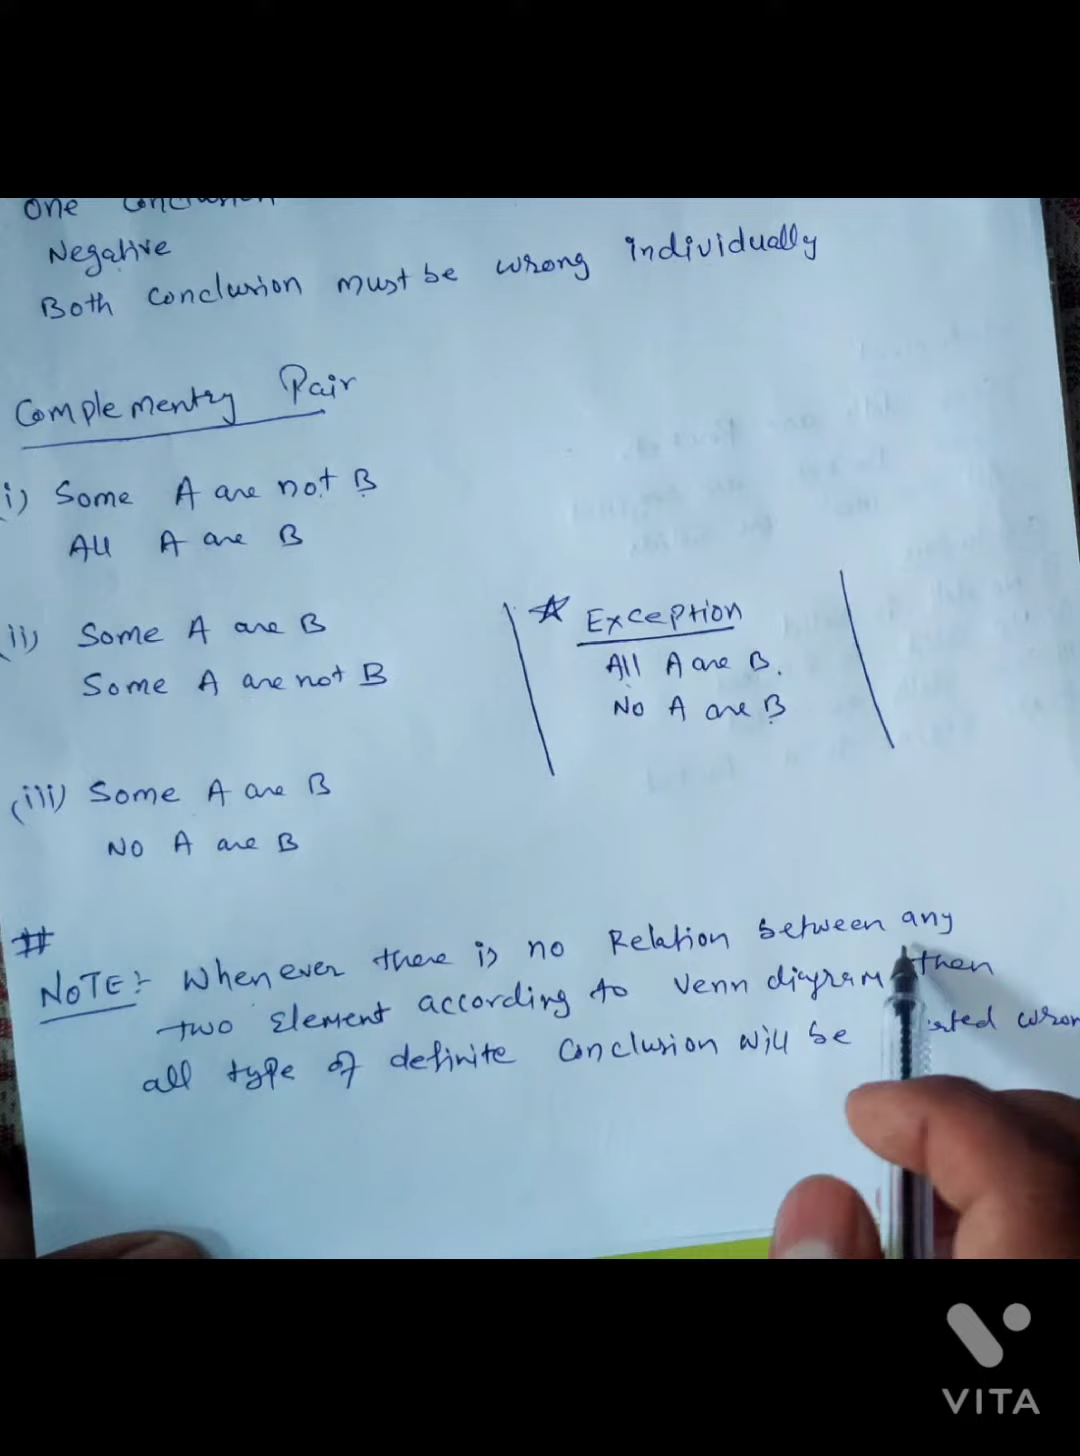 One conclusion
Negative
Both conclusion must be wrong individually
Complementry Pair
(i) Some A are not B
All A are B
(ii) Some A are B
Some A are not B
☆ Exception
All A are B.
No A are B
(iii) Some A are B
No A are B
#
NOTE:- Whenever there is no Relation between any
two Element according to Venn diagram then
all type of definite conclusion will be
VITA